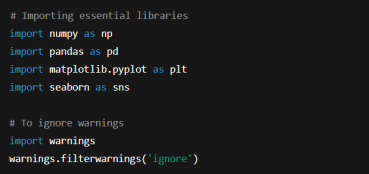 # Importing essential libraries
import numpy as np
import pandas as pd
import matplotlib.pyplot as plt
import seaborn as sns
# To ignore warnings
import warnings
warnings.filterwarnings('ignore')